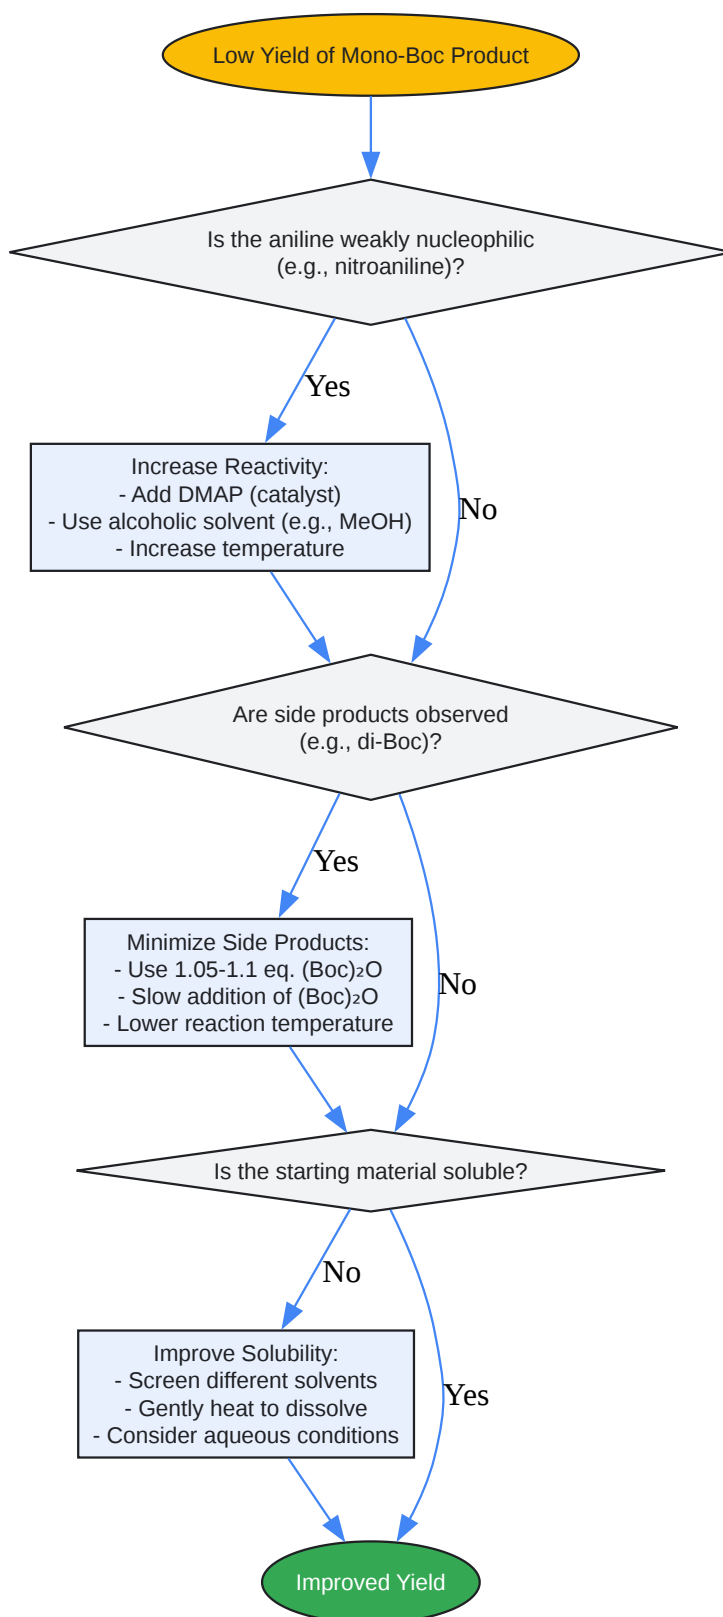 Low Yield of Mono-Boc Product
Is the aniline weakly nucleophilic
(e.g., nitroaniline)?
Yes
No
Increase Reactivity:
- Add DMAP (catalyst)
- Use alcoholic solvent (e.g., MeOH)
- Increase temperature
Are side products observed
(e.g., di-Boc)?
Yes
No
Minimize Side Products:
- Use 1.05-1.1 eq. (Boc)₂O
- Slow addition of (Boc)₂O
- Lower reaction temperature
Is the starting material soluble?
No
Yes
Improve Solubility:
- Screen different solvents
- Gently heat to dissolve
- Consider aqueous conditions
Improved Yield